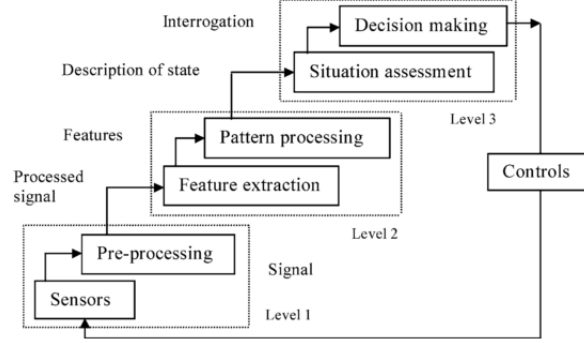 Interrogation
Decision making
Description of state
Situation assessment
Level 3
Features
Pattern processing
Controls
Processed
signal
Feature extraction
Level 2
Pre-processing
Signal
Sensors
Level 1